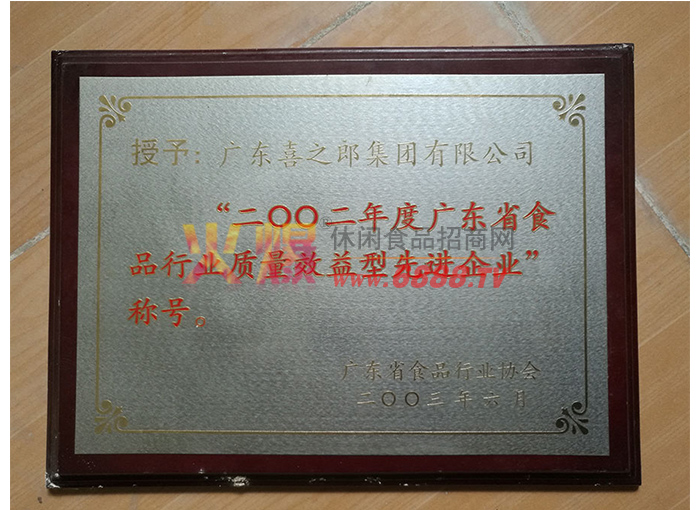 授予：广东喜之郎集团有限公司
“二〇〇二年度广东省食
休闲食品招商网
品行业质量效益型先进企业”
www.6888.TV
称号。
广东省食品行业协会
二〇〇三年六月